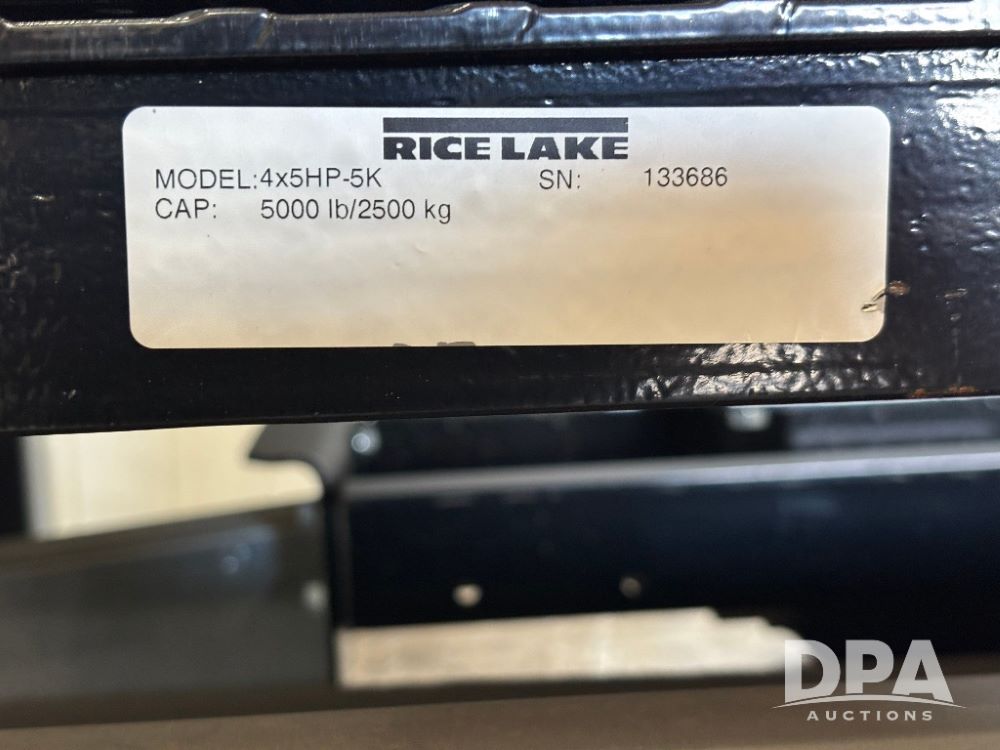 RICE LAKE
MODEL:4x5HP-5K SN: 133686
CAP: 5000 lb/2500 kg
DPA
AUCTIONS